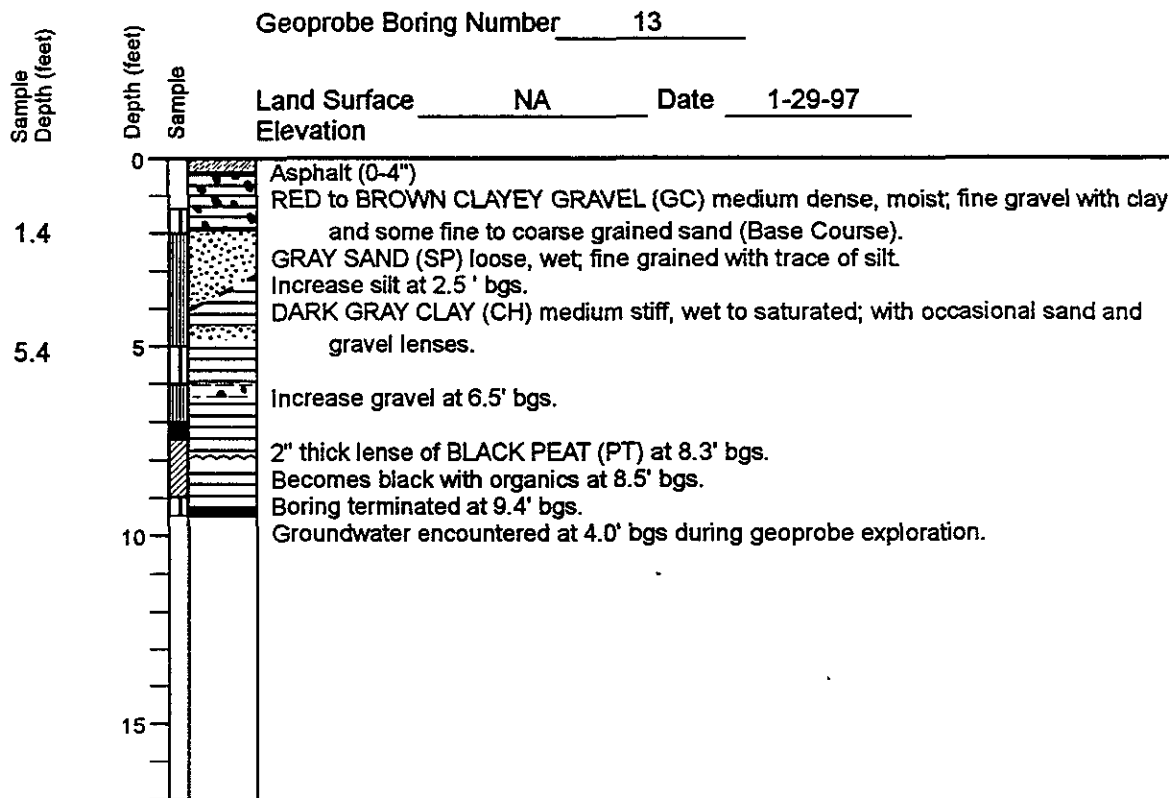 Geoprobe Boring Number 13
Sample Depth (feet)
Depth (feet)
Sample
Land Surface NA Date 1-29-97
Elevation
0
Asphalt (0-4")
RED to BROWN CLAYEY GRAVEL (GC) medium dense, moist; fine gravel with clay
1.4
and some fine to coarse grained sand (Base Course).
GRAY SAND (SP) loose, wet; fine grained with trace of silt.
Increase silt at 2.5 ' bgs.
DARK GRAY CLAY (CH) medium stiff, wet to saturated; with occasional sand and
5.4
5
gravel lenses.
Increase gravel at 6.5' bgs.
2" thick lense of BLACK PEAT (PT) at 8.3' bgs.
Becomes black with organics at 8.5' bgs.
Boring terminated at 9.4' bgs.
10
Groundwater encountered at 4.0' bgs during geoprobe exploration.
15